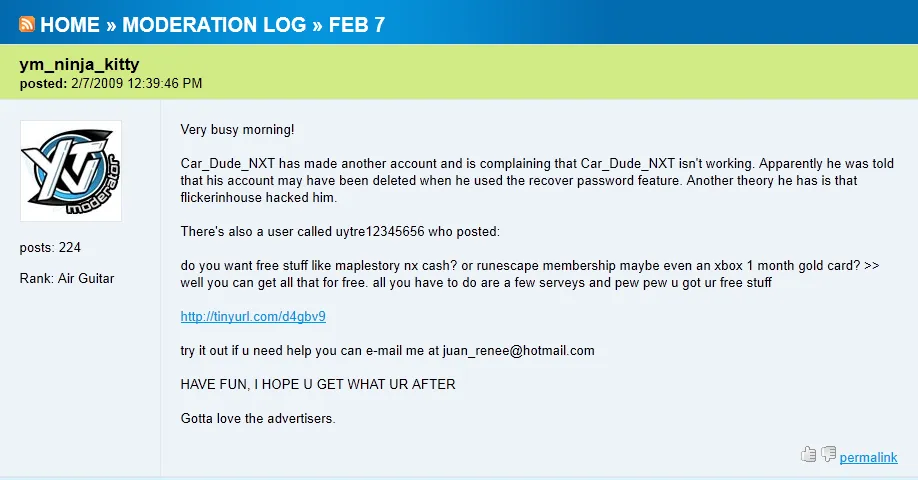 HOME » MODERATION LOG » FEB 7
ym_ninja_kitty
posted: 2/7/2009 12:39:46 PM
YTV
moderator
posts: 224
Rank: Air Guitar
Very busy morning!
Car_Dude_NXT has made another account and is complaining that Car_Dude_NXT isn't working. Apparently he was told
that his account may have been deleted when he used the recover password feature. Another theory he has is that
flickerinhouse hacked him.
There's also a user called uytre12345656 who posted:
do you want free stuff like maplestory nx cash? or runescape membership maybe even an xbox 1 month gold card? >>
well you can get all that for free. all you have to do are a few serveys and pew pew u got ur free stuff
http://tinyurl.com/d4gbv9
try it out if u need help you can e-mail me at juan_renee@hotmail.com
HAVE FUN, I HOPE U GET WHAT UR AFTER
Gotta love the advertisers.
permalink